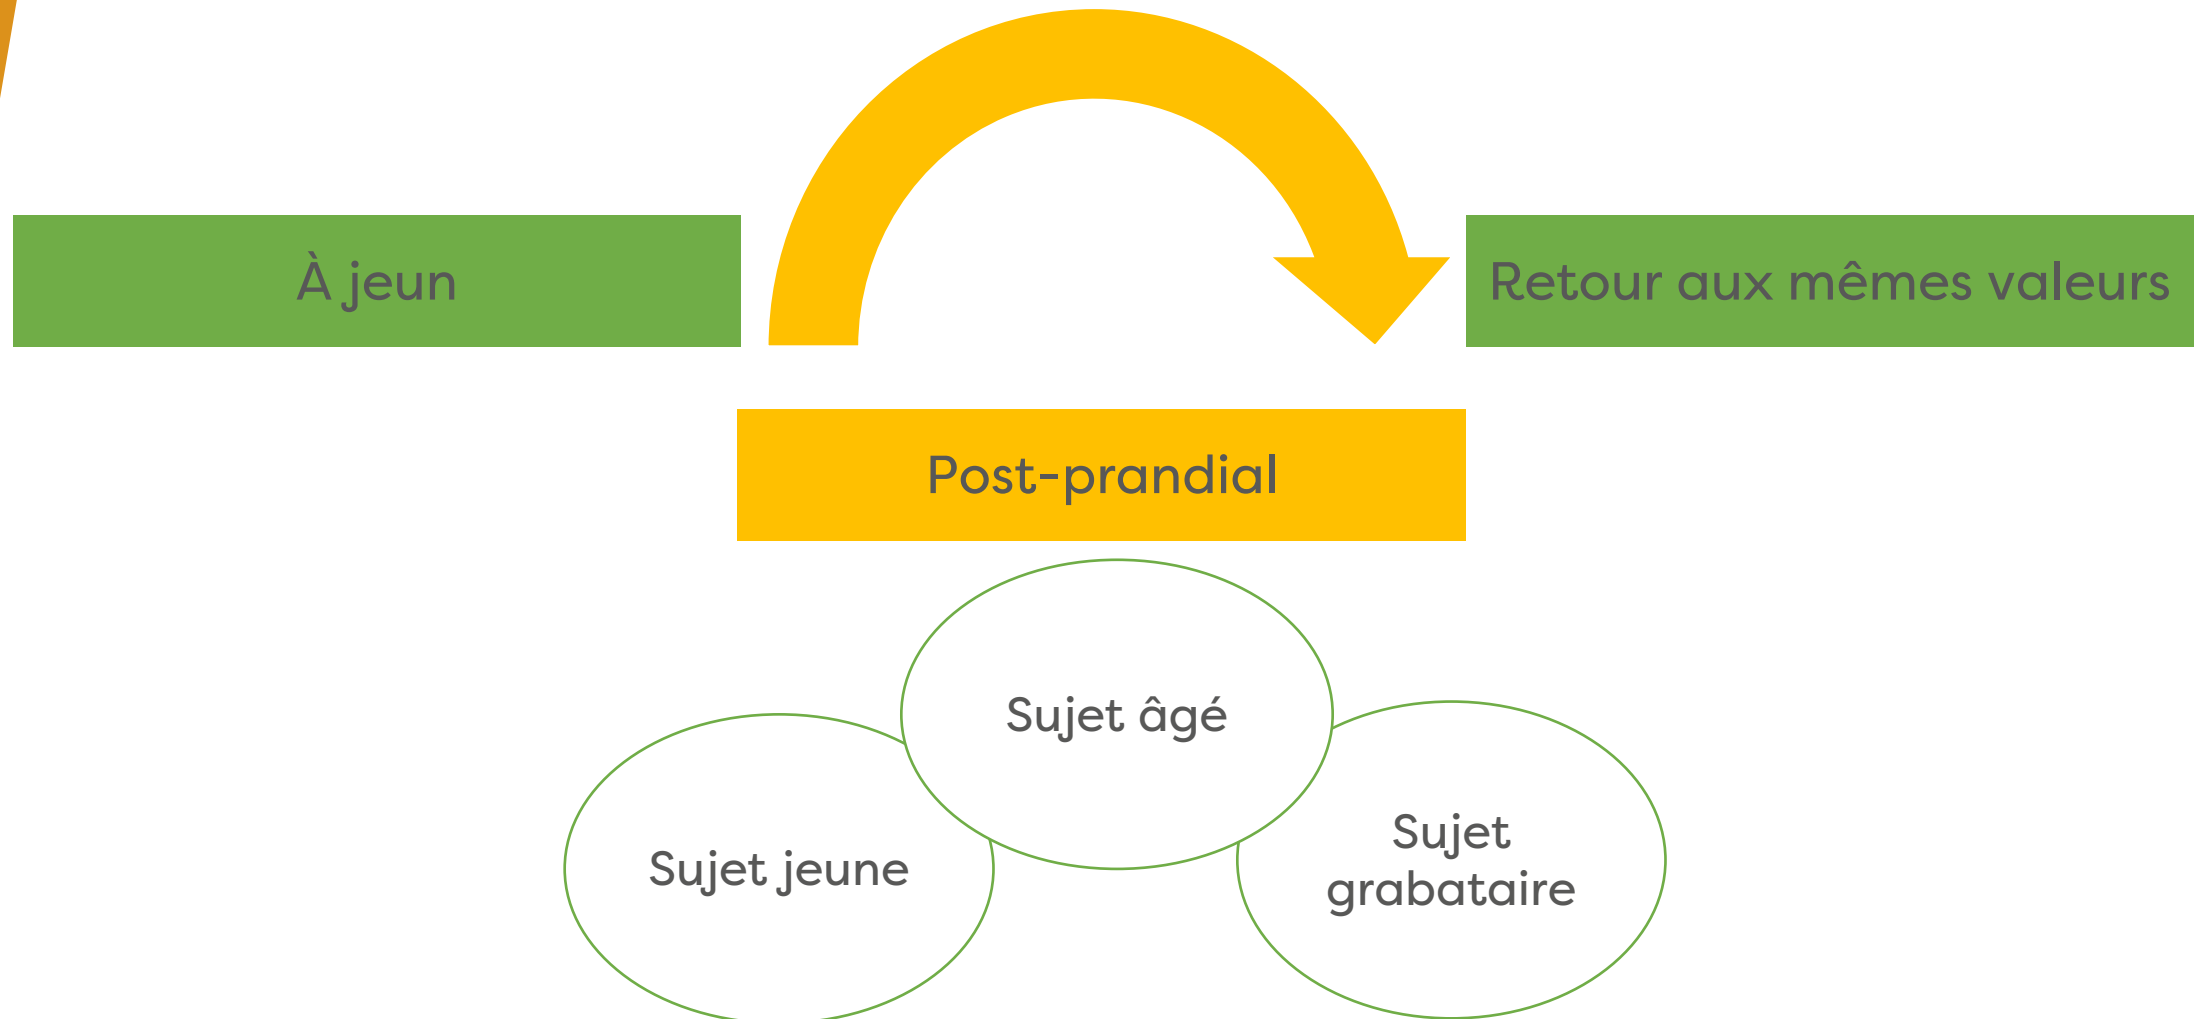 À jeun
Retour aux mêmes valeurs
Post-prandial
Sujet âgé
Sujet jeune
Sujet
grabataire